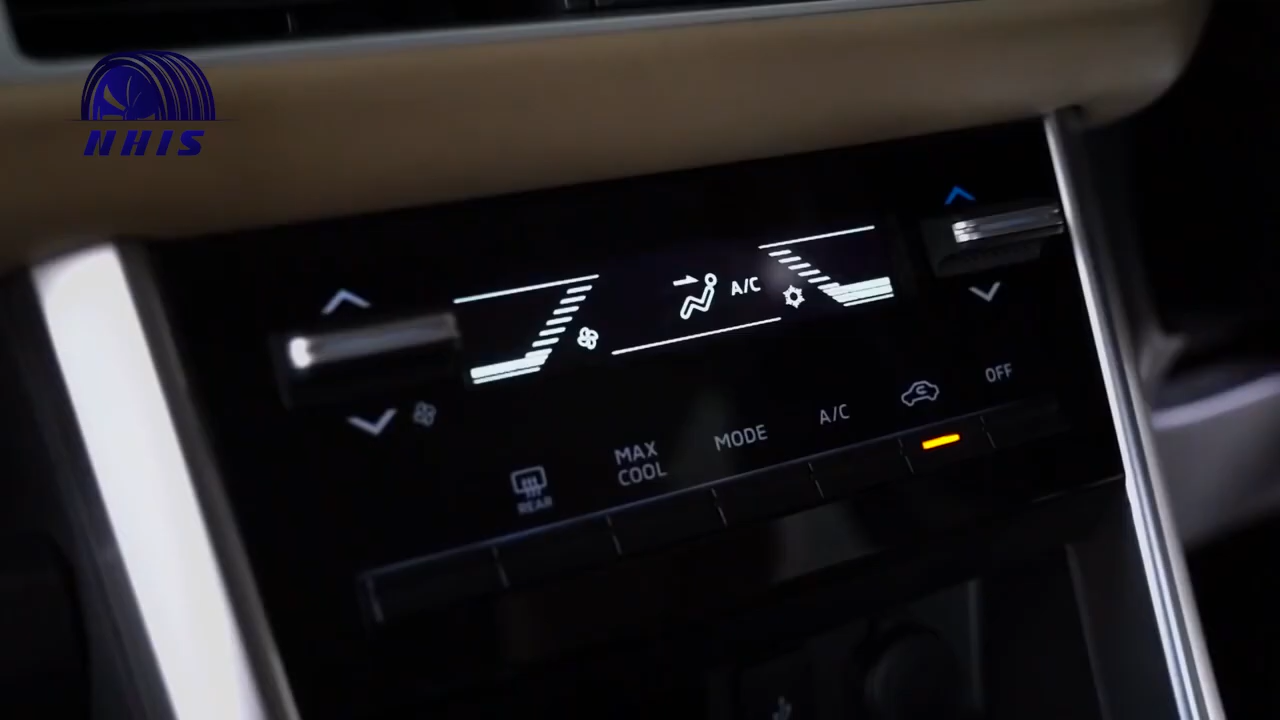 NHIS
A/C
REAR
MAX
COOL
MODE
A/C
OFF